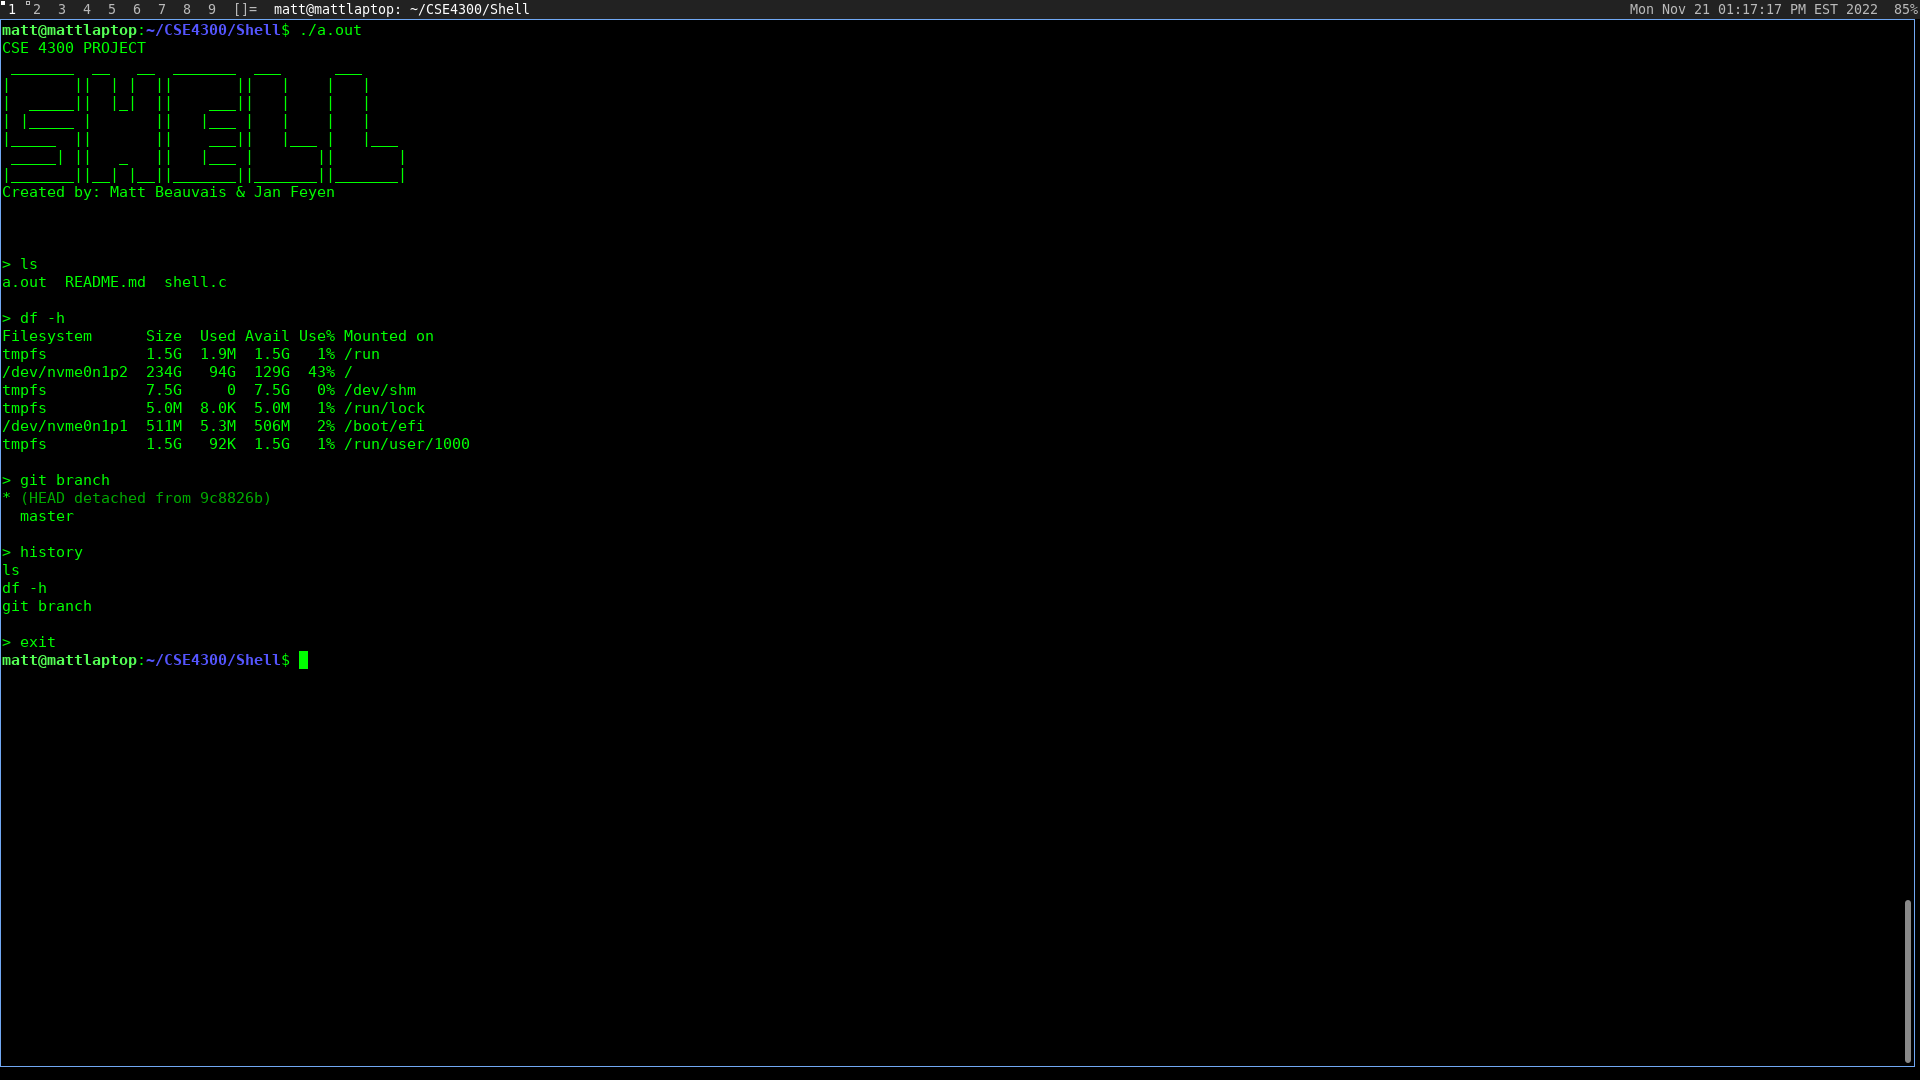 1 2 3 4 5 6 7 8 9 []= matt@mattlaptop: ~/CSE4300/Shell Mon Nov 21 01:17:17 PM EST 2022 85%
matt@mattlaptop:~/CSE4300/Shell$ ./a.out
CSE 4300 PROJECT
SHELL
Created by: Matt Beauvais & Jan Feyen
> ls
a.out  README.md  shell.c
> df -h
Filesystem      Size  Used Avail Use% Mounted on
tmpfs           1.5G  1.9M  1.5G   1% /run
/dev/nvme0n1p2  234G   94G  129G  43% /
tmpfs           7.5G     0  7.5G   0% /dev/shm
tmpfs           5.0M  8.0K  5.0M   1% /run/lock
/dev/nvme0n1p1  511M  5.3M  506M   2% /boot/efi
tmpfs           1.5G   92K  1.5G   1% /run/user/1000
> git branch
* (HEAD detached from 9c8826b)
  master
> history
ls
df -h
git branch
> exit
matt@mattlaptop:~/CSE4300/Shell$